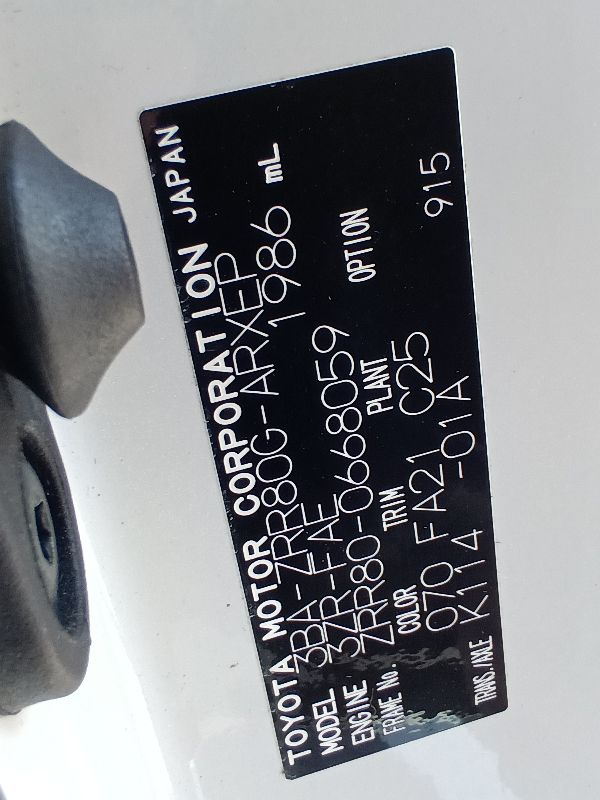 TOYOTA MOTOR CORPORATION JAPAN
MODEL 3BA-ZRR80G-ARXEP
ENGINE 3ZR-FAE 1986 mL
FRAME No. ZRR80-0668059
COLOR TRIM PLANT OPTION
070 FA21 C25
TRANS./AXLE K114 -01A 915